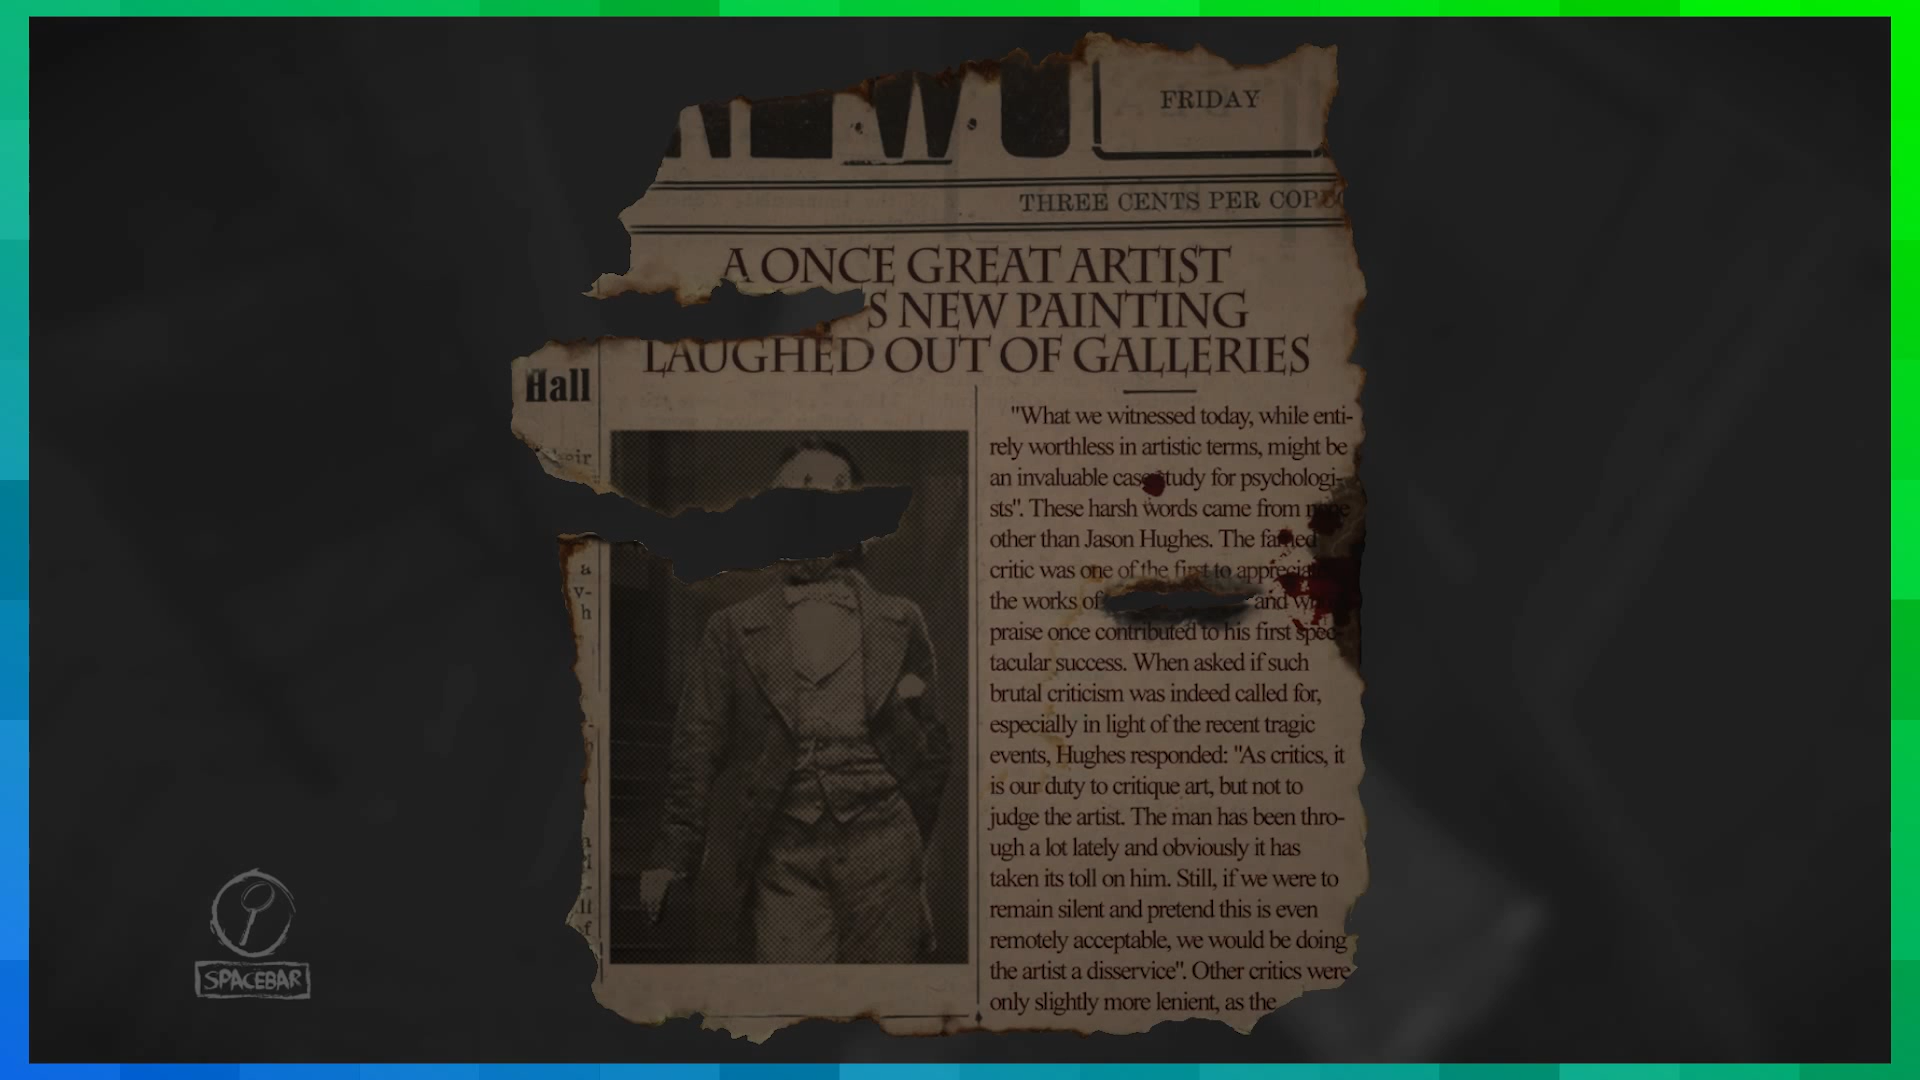 FRIDAY
THREE CENTS PER COP
A ONCE GREAT ARTIST
S NEW PAINTING
LAUGHED OUT OF GALLERIES
Hall
"What we witnessed today, while enti-
rely worthless in artistic terms, might be
an invaluable case study for psychologi-
sts". These harsh words came from none
other than Jason Hughes. The famed
critic was one of the first to apprecia
the works of and w
praise once contributed to his first spec-
tacular success. When asked if such
brutal criticism was indeed called for,
especially in light of the recent tragic
events, Hughes responded: "As critics, it
is our duty to critique art, but not to
judge the artist. The man has been thro-
ugh a lot lately and obviously it has
taken its toll on him. Still, if we were to
remain silent and pretend this is even
remotely acceptable, we would be doing
the artist a disservice". Other critics were
only slightly more lenient, as the
a
v-
h
SPACEBAR